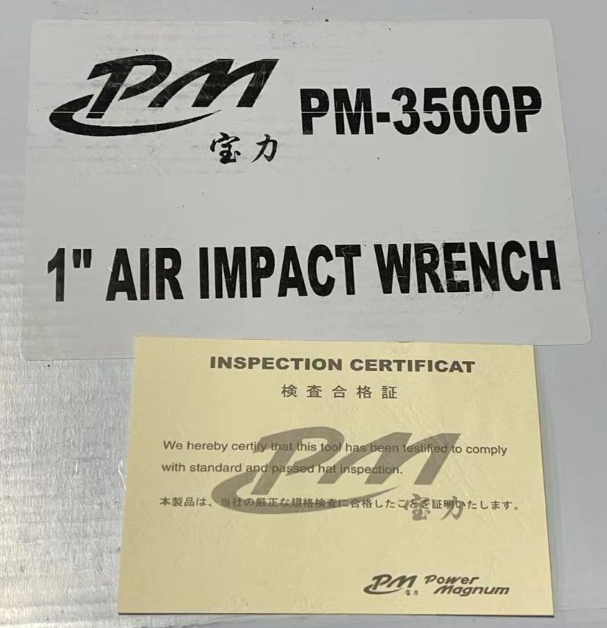 PM
宝力
PM-3500P
1" AIR IMPACT WRENCH
INSPECTION CERTIFICAT
検査合格証
PM
宝力
We hereby certify that this tool has been testified to comply
with standard and passed hat inspection.
本製品は、当社の厳正な規格検査に合格したことを証明いたします。
PM
宝力
Power
Magnum